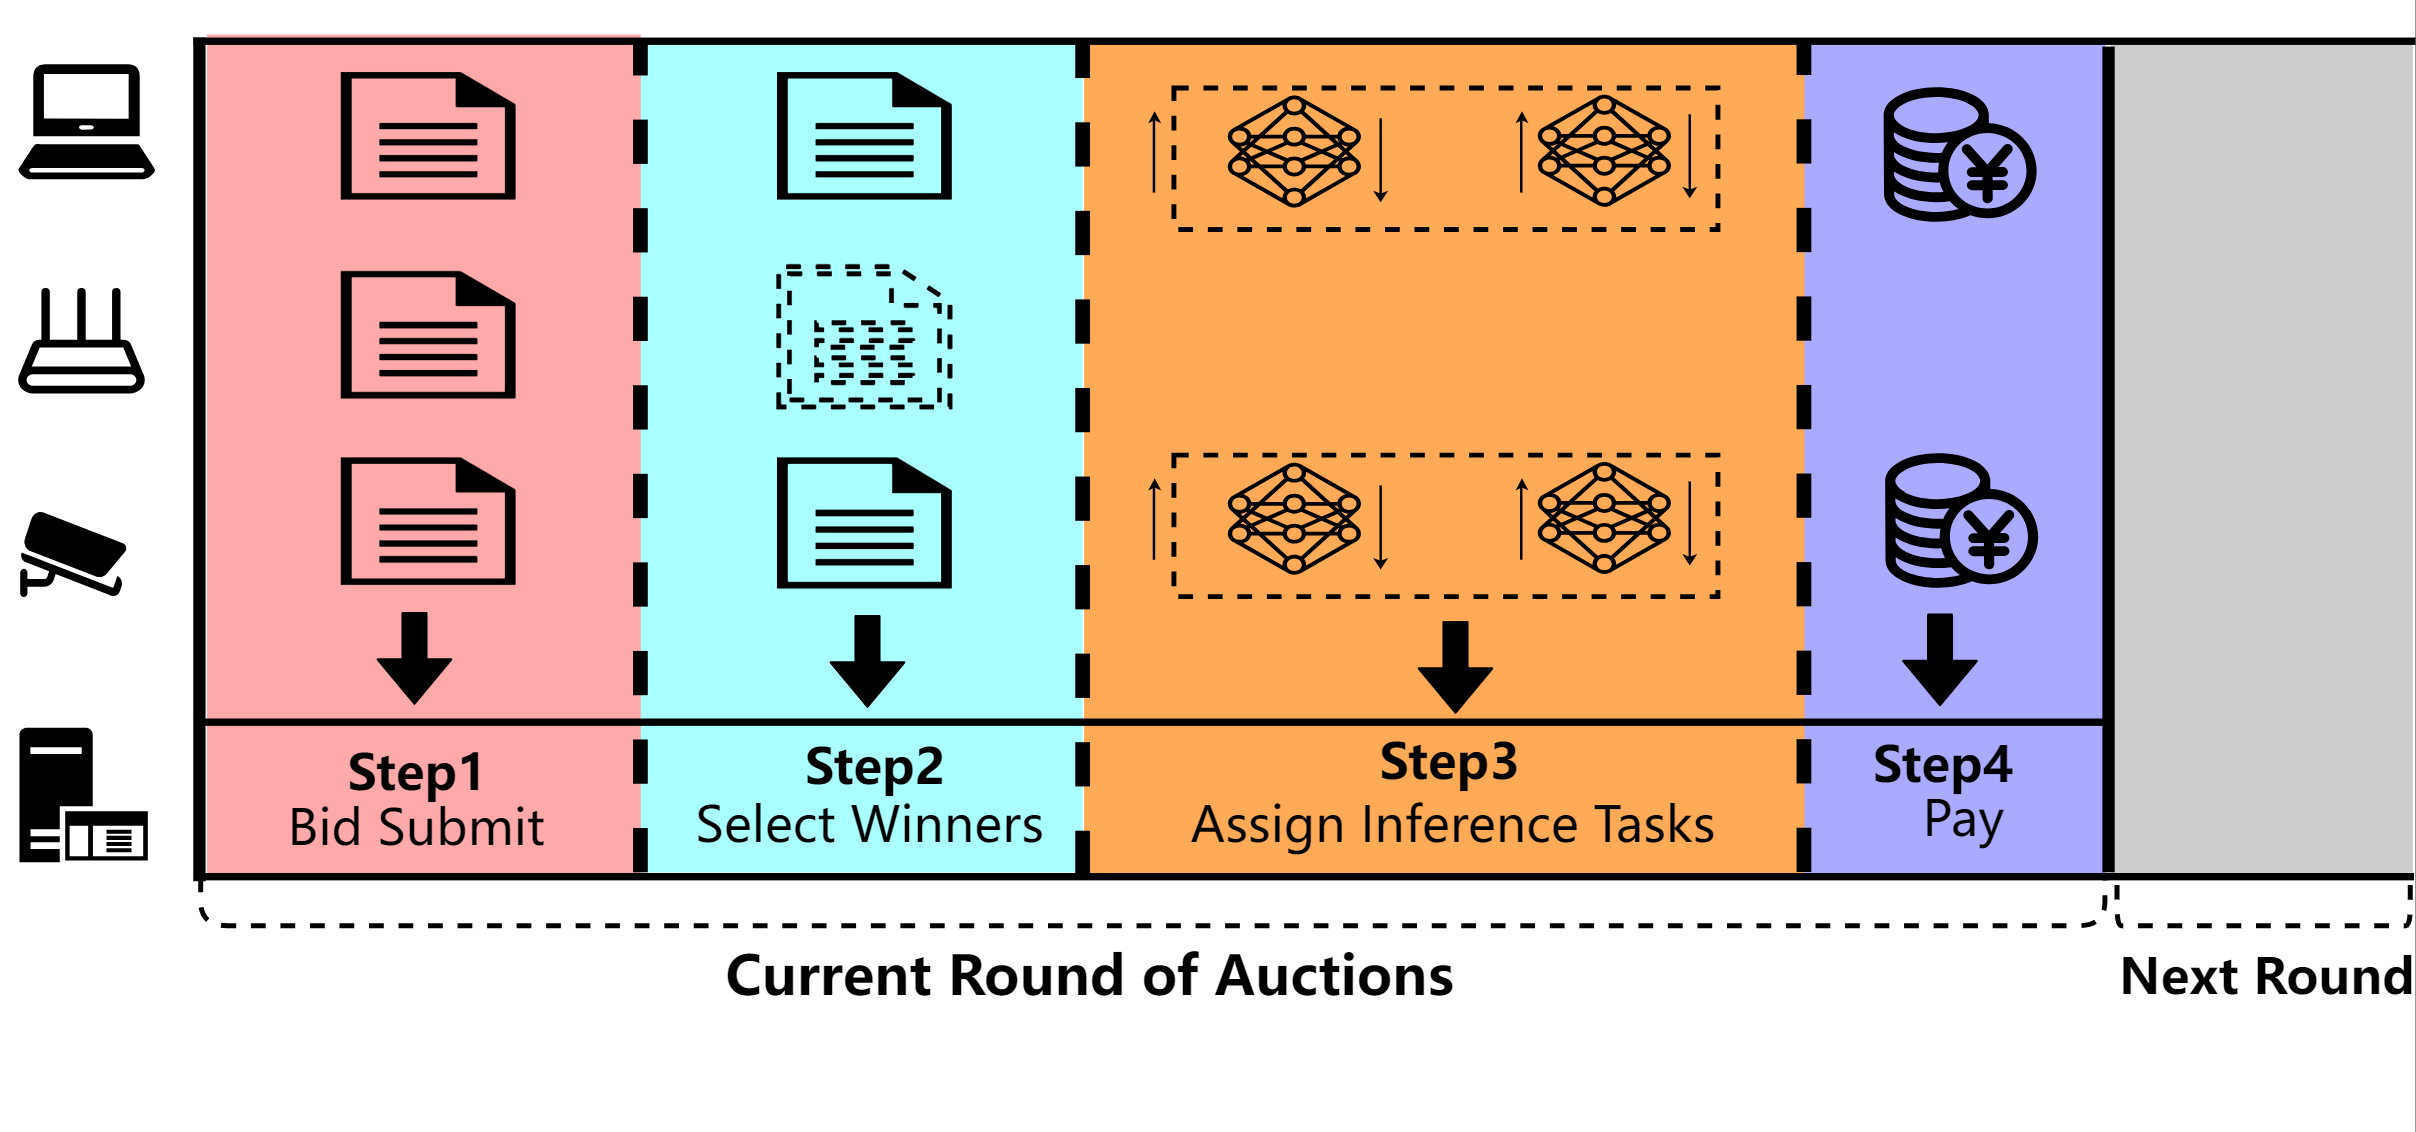 Step1
Bid Submit
Step2
Select Winners
Step3
Assign Inference Tasks
Step4
Pay
Current Round of Auctions
Next Round